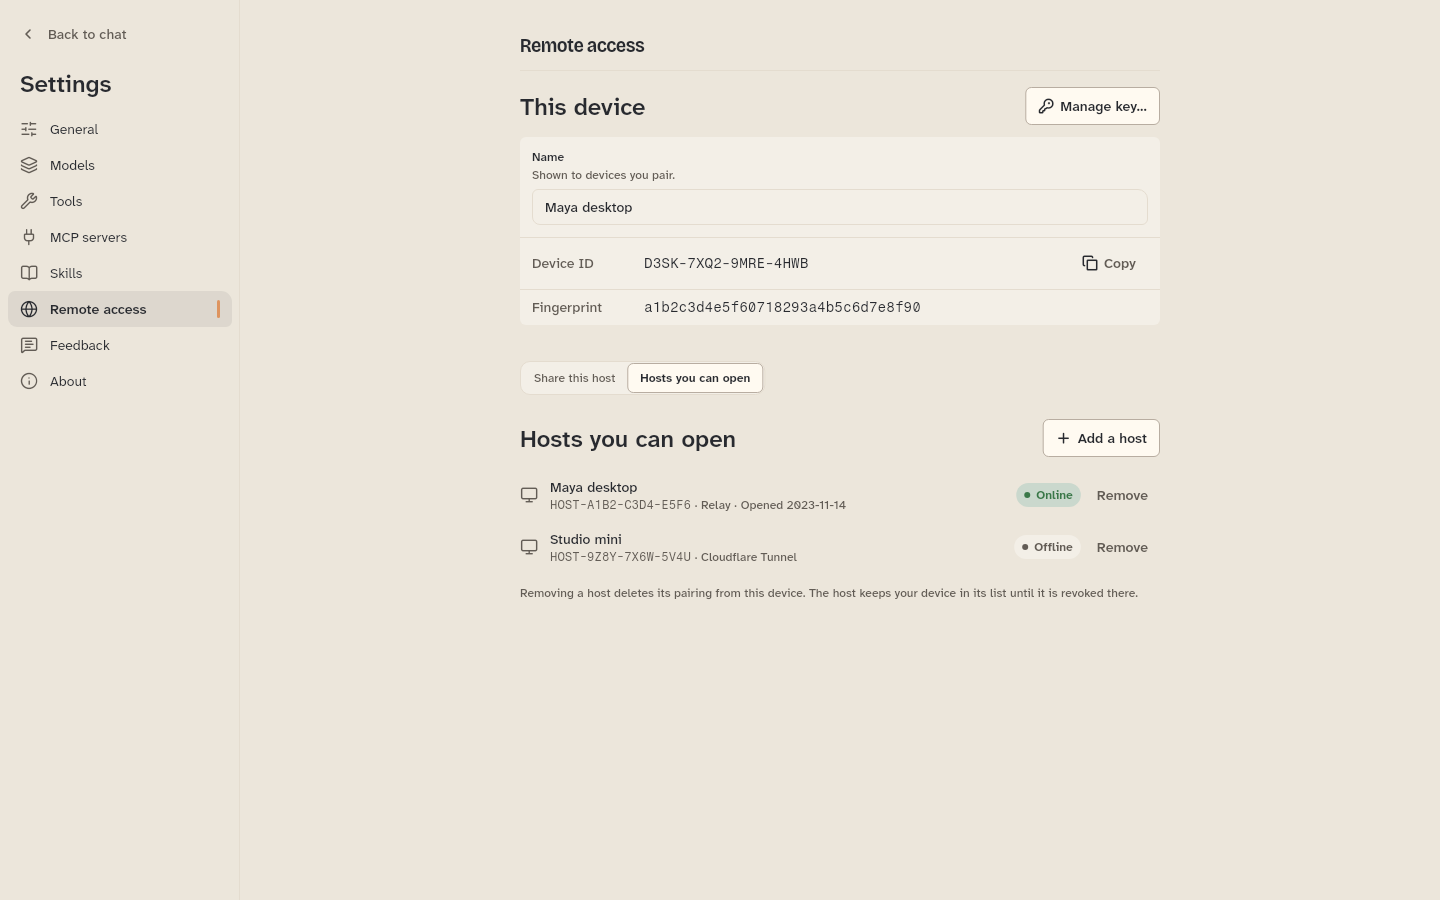 Back to chat
Settings
General
Models
Tools
MCP servers
Skills
Remote access
Feedback
About
Remote access
This device
Manage key...
Name
Shown to devices you pair.
Maya desktop
Device ID
D3SK-7XQ2-9MRE-4HWB
Copy
Fingerprint
a1b2c3d4e5f60718293a4b5c6d7e8f90
Share this host
Hosts you can open
Hosts you can open
Add a host
Maya desktop
HOST-A1B2-C3D4-E5F6 · Relay · Opened 2023-11-14
Online
Remove
Studio mini
HOST-9Z8Y-7X6W-5V4U · Cloudflare Tunnel
Offline
Remove
Removing a host deletes its pairing from this device. The host keeps your device in its list until it is revoked there.